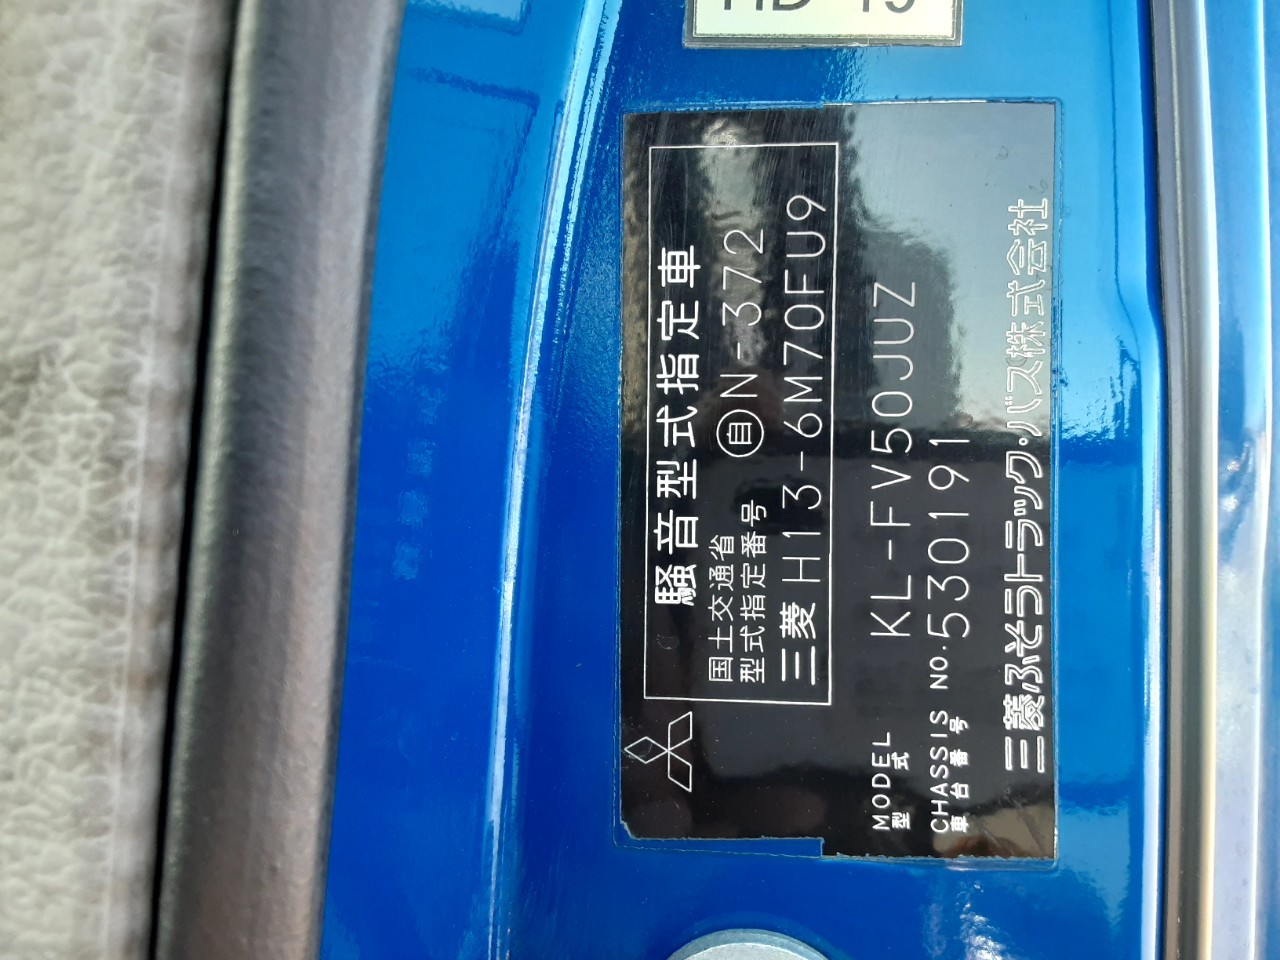 騒音型式指定車
国土交通省
型式指定番号 自N-372
三菱 H13-6M70FU9
MODEL
型式 KL-FV50JUZ
CHASSIS NO.
車台番号 530191
三菱ふそうトラック・バス株式会社